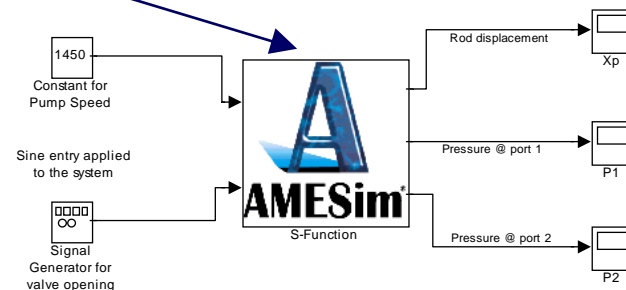 1450
Constant for
Pump Speed
Sine entry applied
to the system
Signal
Generator for
valve opening
AMESim
S-Function
Rod displacement
Xp
Pressure @ port 1
P1
Pressure @ port 2
P2